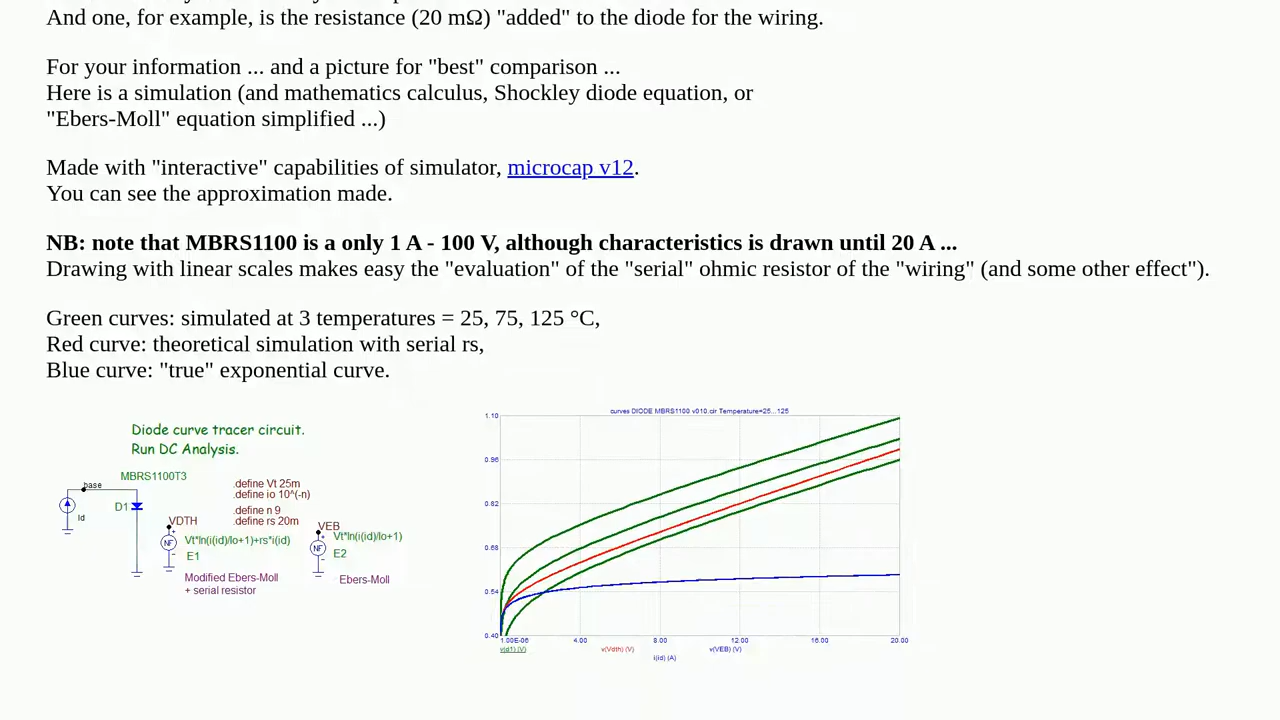 And one, for example, is the resistance (20 mΩ) "added" to the diode for the wiring.
For your information ... and a picture for "best" comparison ...
Here is a simulation (and mathematics calculus, Shockley diode equation, or
"Ebers-Moll" equation simplified ...)
Made with "interactive" capabilities of simulator, microcap v12.
You can see the approximation made.
NB: note that MBRS1100 is a only 1 A - 100 V, although characteristics is drawn until 20 A ...
Drawing with linear scales makes easy the "evaluation" of the "serial" ohmic resistor of the "wiring" (and some other effect").
Green curves: simulated at 3 temperatures = 25, 75, 125 °C,
Red curve: theoretical simulation with serial rs,
Blue curve: "true" exponential curve.
Diode curve tracer circuit.
Run DC Analysis.
MBRS1100T3
base
D1
Id
.define Vt 25m
.define io 10^(-n)
.define n 9
.define rs 20m
VDTH
NF
Vt*ln(i(id)/Io+1)+rs*i(id)
E1
Modified Ebers-Moll
+ serial resistor
VEB
NF
Vt*ln(i(id)/Io+1)
E2
Ebers-Moll
curves DIODE MBRS1100 v010.cir Temperature=25...125
1.10
0.96
0.82
0.68
0.54
0.40
1.00E-06 4.00 8.00 12.00 16.00 20.00
v(d1) (V) v(Vdth) (V) v(VEB) (V)
i(id) (A)